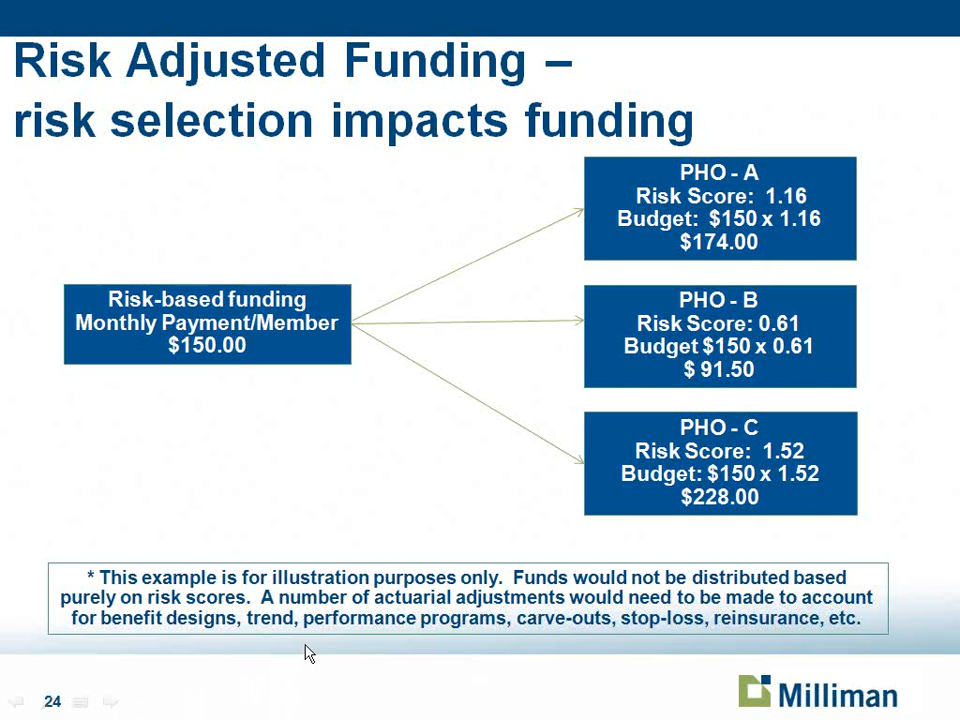 Risk Adjusted Funding –
risk selection impacts funding
PHO - A
Risk Score:  1.16
Budget:  $150 x 1.16
$174.00
Risk-based funding
Monthly Payment/Member
$150.00
PHO - B
Risk Score: 0.61
Budget $150 x 0.61
$ 91.50
PHO - C
Risk Score:  1.52
Budget: $150 x 1.52
$228.00
* This example is for illustration purposes only.  Funds would not be distributed based
purely on risk scores.  A number of actuarial adjustments would need to be made to account
for benefit designs, trend, performance programs, carve-outs, stop-loss, reinsurance, etc.
24
Milliman